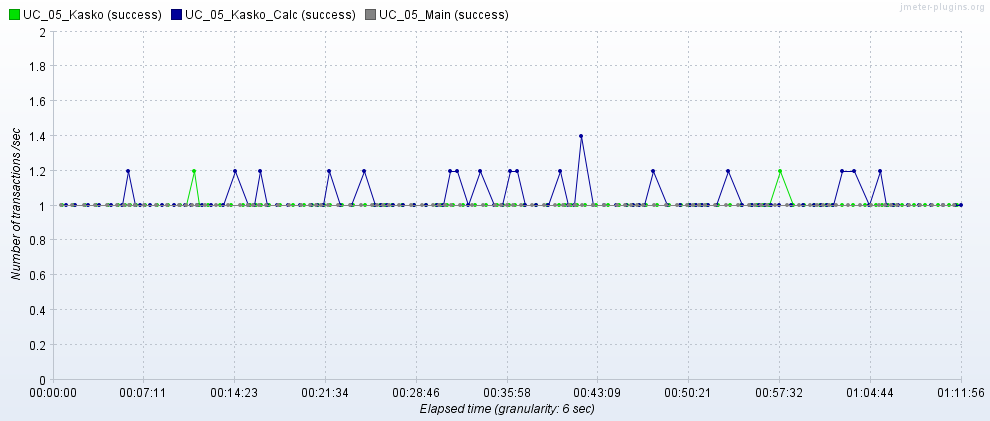 UC_05_Kasko (success) UC_05_Kasko_Calc (success) UC_05_Main (success)
jmeter-plugins.org
2
1.8
1.6
1.4
1.2
1
0.8
0.6
0.4
0.2
0
Number of transactions /sec
00:00:00 00:07:11 00:14:23 00:21:34 00:28:46 00:35:58 00:43:09 00:50:21 00:57:32 01:04:44 01:11:56
Elapsed time (granularity: 6 sec)